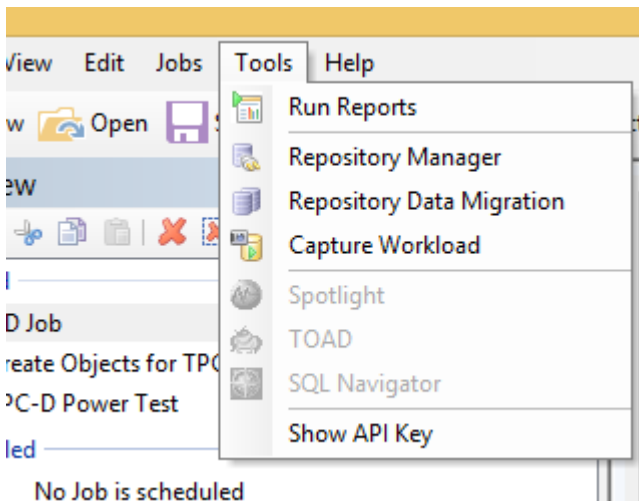 View Edit Jobs Tools Help
Open
Run Reports
Repository Manager
Repository Data Migration
Capture Workload
Spotlight
TOAD
SQL Navigator
Show API Key
D Job
reate Objects for TPC
PC-D Power Test
led
No Job is scheduled